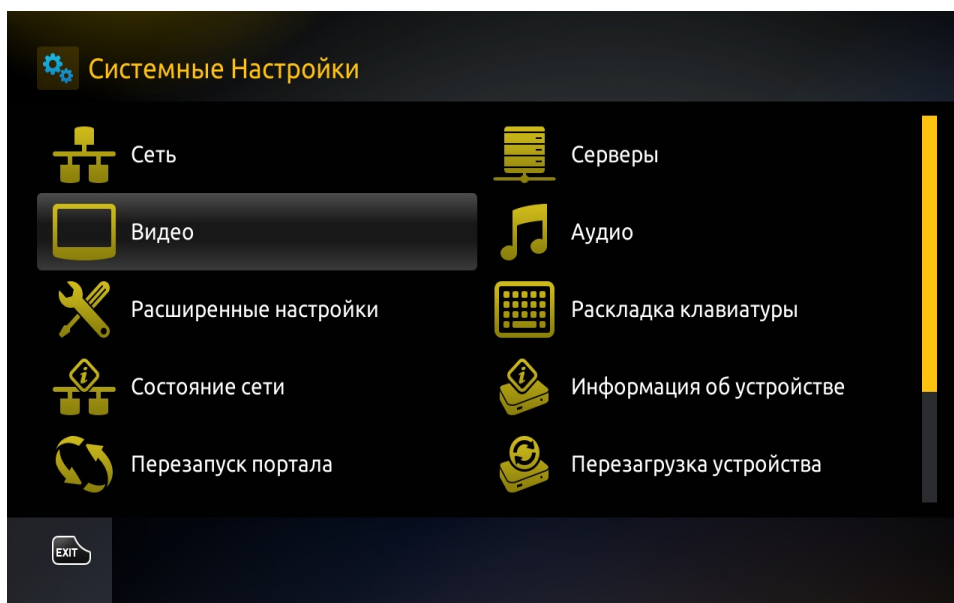 Системные Настройки
Сеть
Серверы
Видео
Аудио
Расширенные настройки
Раскладка клавиатуры
Состояние сети
Информация об устройстве
Перезапуск портала
Перезагрузка устройства
EXIT